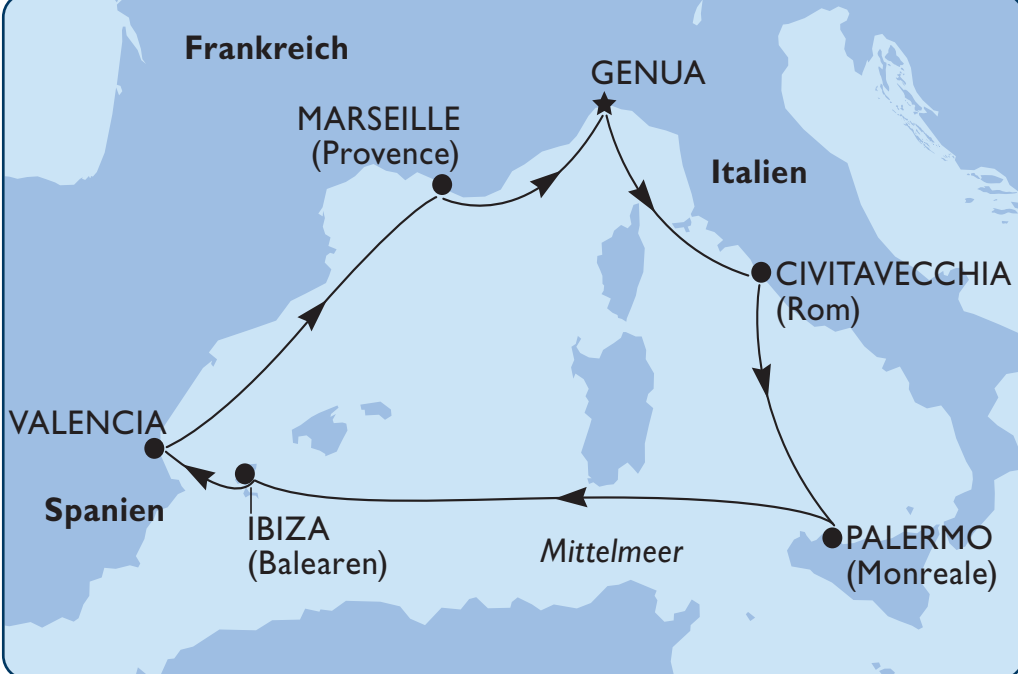 Frankreich
GENUA
MARSEILLE
(Provence)
Italien
CIVITAVECCHIA
(Rom)
VALENCIA
Spanien
IBIZA
(Balearen)
Mittelmeer
PALERMO
(Monreale)